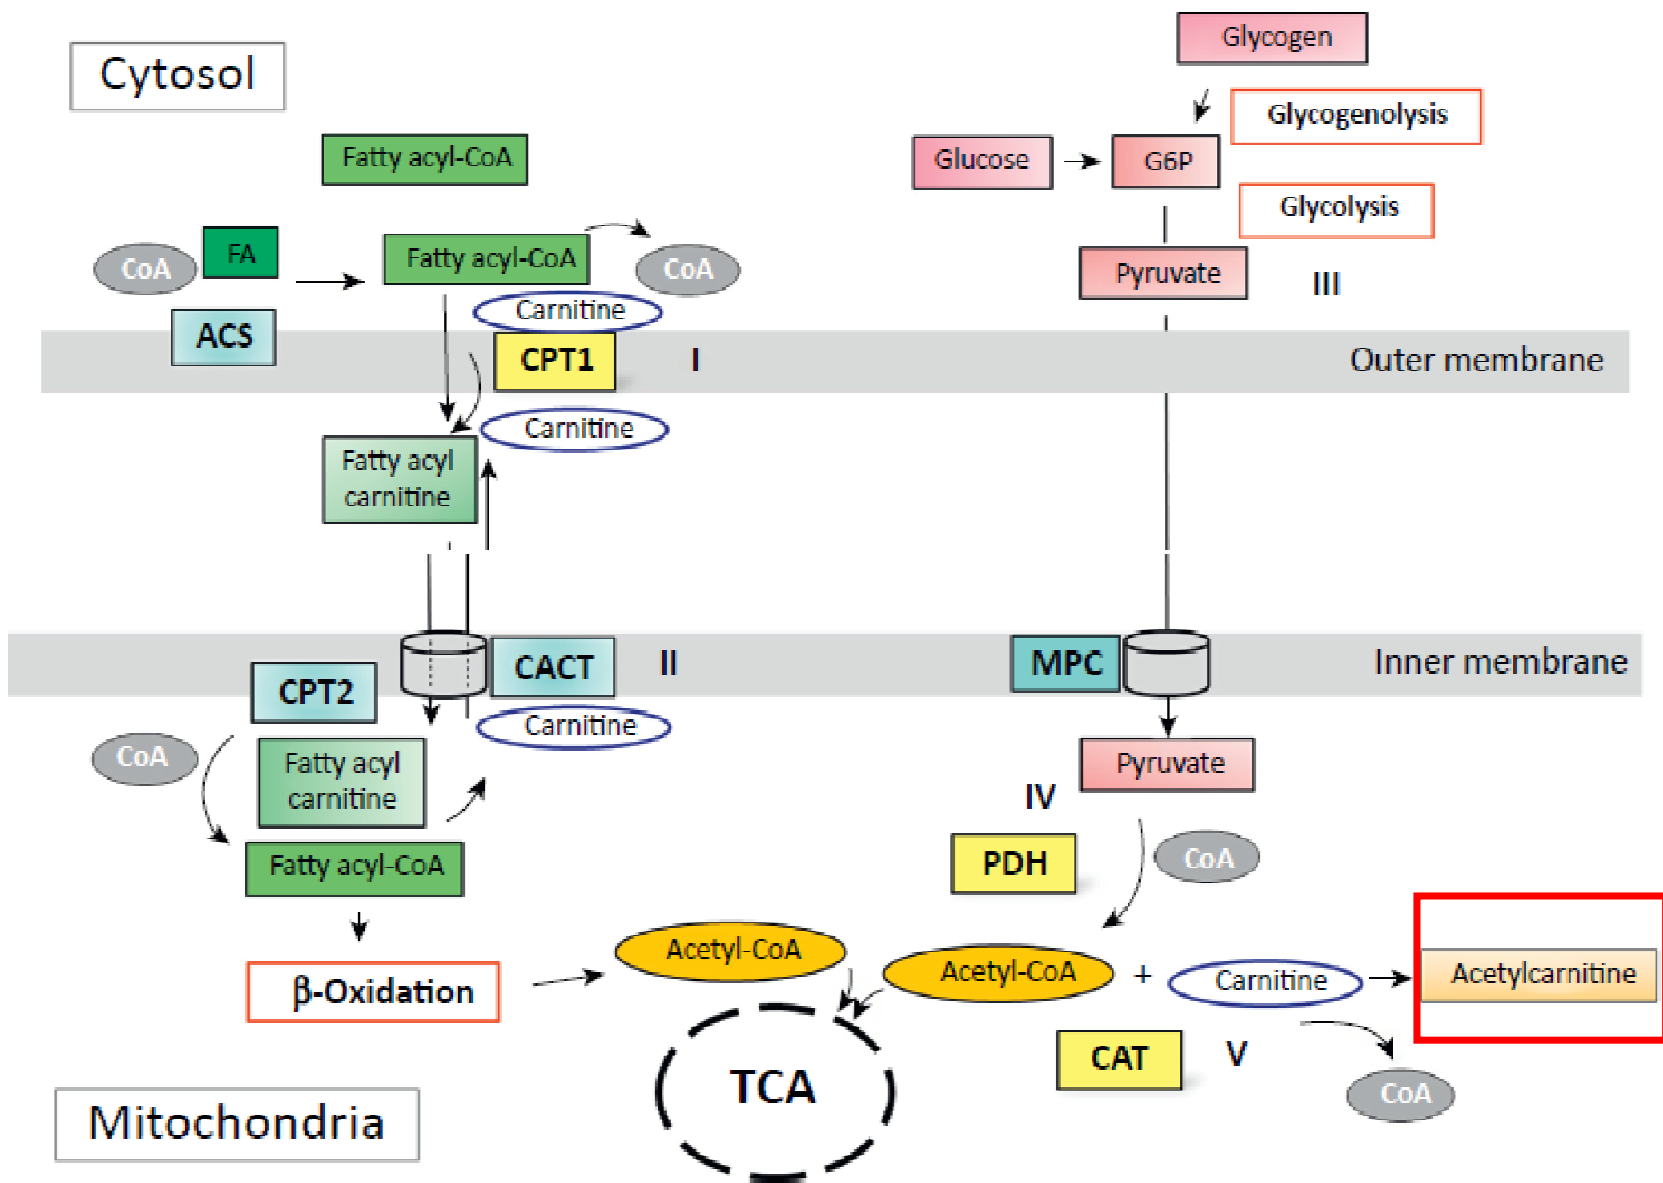 Glycogen
Cytosol
Glycogenolysis
Fatty acyl-CoA
Glucose
G6P
Glycolysis
CoA
FA
Fatty acyl-CoA
CoA
Pyruvate
III
Carnitine
ACS
CPT1
I
Outer membrane
Carnitine
Fatty acyl
carnitine
CPT2
CACT
II
MPC
Inner membrane
Carnitine
CoA
Fatty acyl
carnitine
Pyruvate
IV
Fatty acyl-CoA
PDH
CoA
β-Oxidation
Acetyl-CoA
Acetyl-CoA
+
Carnitine
Acetylcarnitine
TCA
CAT
V
CoA
Mitochondria